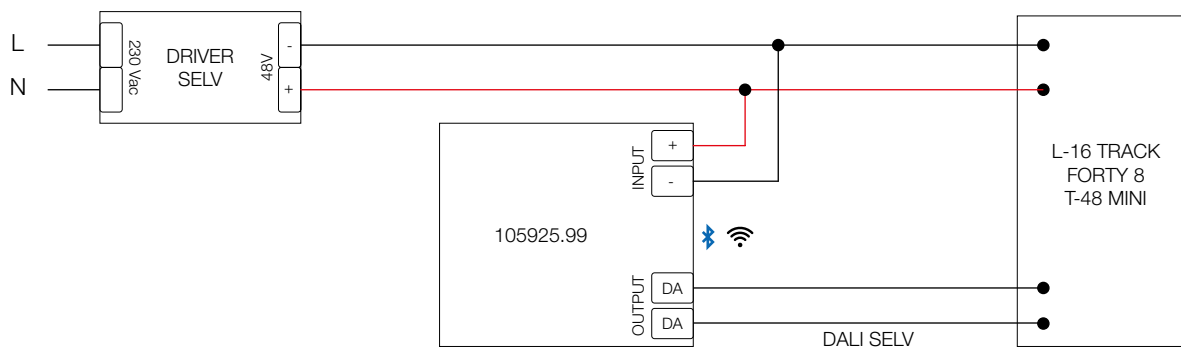 L
N
230 Vac
DRIVER
SELV
48V
-
+
INPUT
+
-
105925.99
OUTPUT
DA
DA
DALI SELV
L-16 TRACK
FORTY 8
T-48 MINI